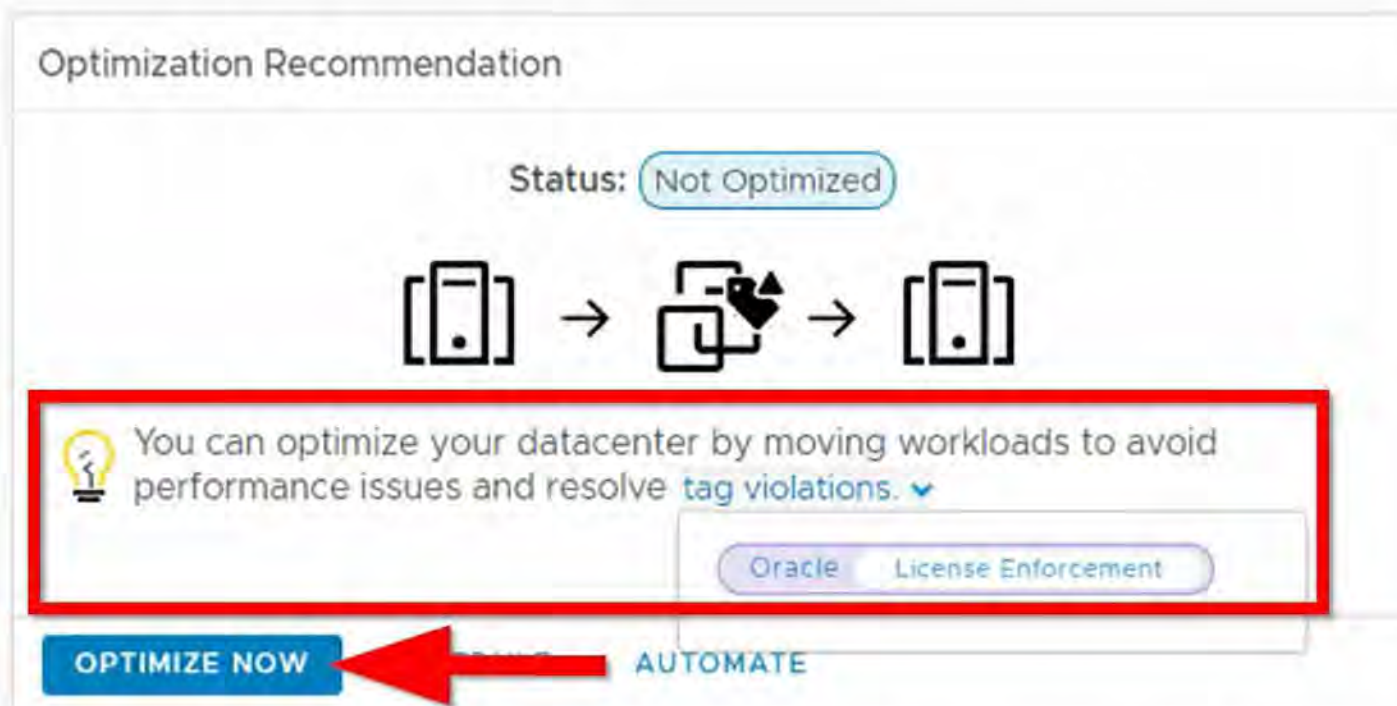 Optimization Recommendation
Status: Not Optimized
You can optimize your datacenter by moving workloads to avoid
performance issues and resolve tag violations.
Oracle License Enforcement
OPTIMIZE NOW
AUTOMATE